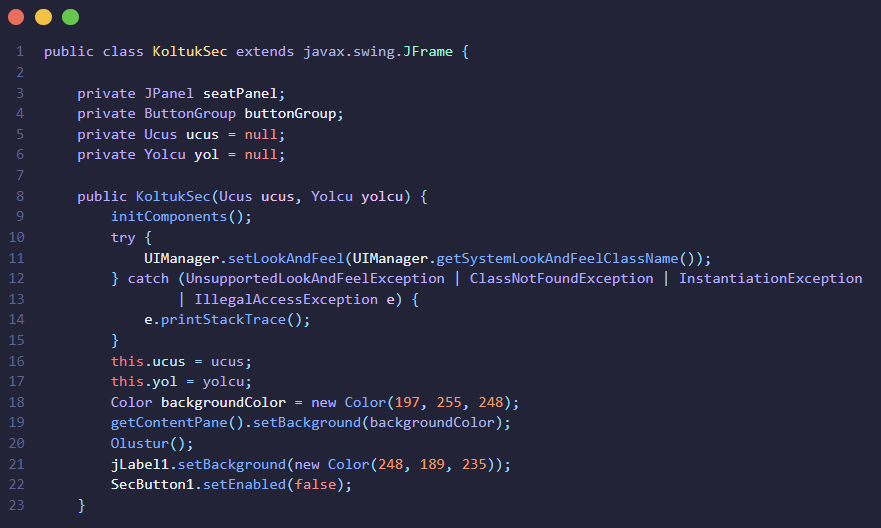 1 public class KoltukSec extends javax.swing.JFrame {
2
3     private JPanel seatPanel;
4     private ButtonGroup buttonGroup;
5     private Ucus ucus = null;
6     private Yolcu yol = null;
7
8     public KoltukSec(Ucus ucus, Yolcu yolcu) {
9         initComponents();
10         try {
11             UIManager.setLookAndFeel(UIManager.getSystemLookAndFeelClassName());
12         } catch (UnsupportedLookAndFeelException | ClassNotFoundException | InstantiationException
13                 | IllegalAccessException e) {
14             e.printStackTrace();
15         }
16         this.ucus = ucus;
17         this.yol = yolcu;
18         Color backgroundColor = new Color(197, 255, 248);
19         getContentPane().setBackground(backgroundColor);
20         Olustur();
21         jLabel1.setBackground(new Color(248, 189, 235));
22         SecButton1.setEnabled(false);
23     }